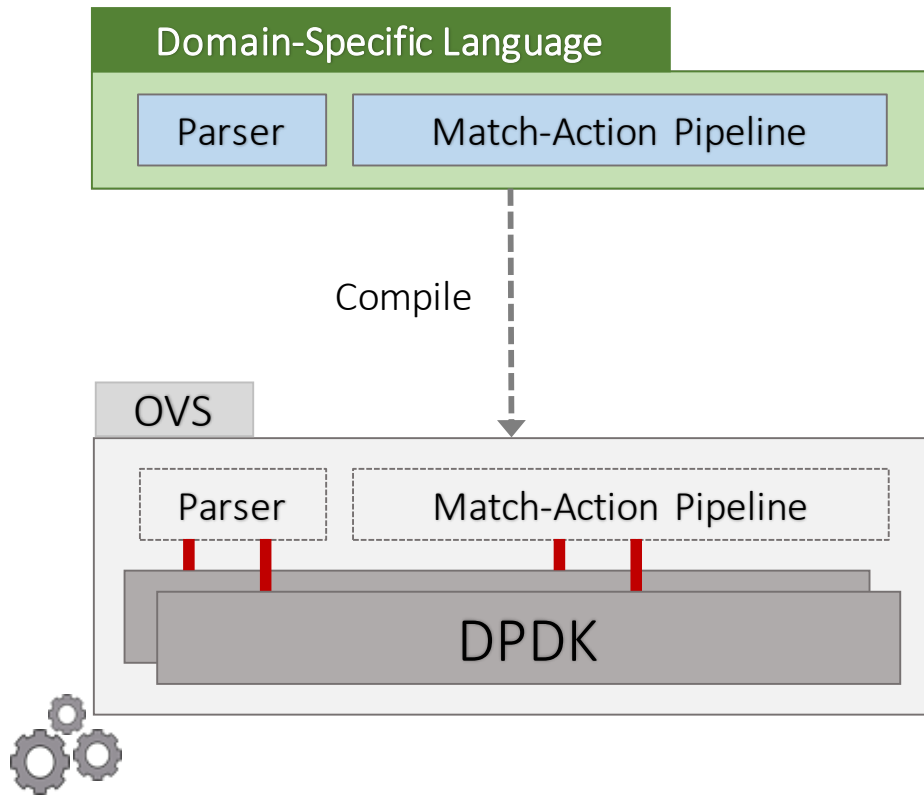 Domain-Specific Language
Parser
Match-Action Pipeline
Compile
OVS
Parser
Match-Action Pipeline
DPDK